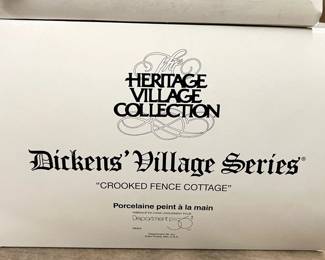 The
HERITAGE
VILLAGE
COLLECTION
Dickens' Village Series®
"CROOKED FENCE COTTAGE"
Porcelaine peint à la main
Department 56